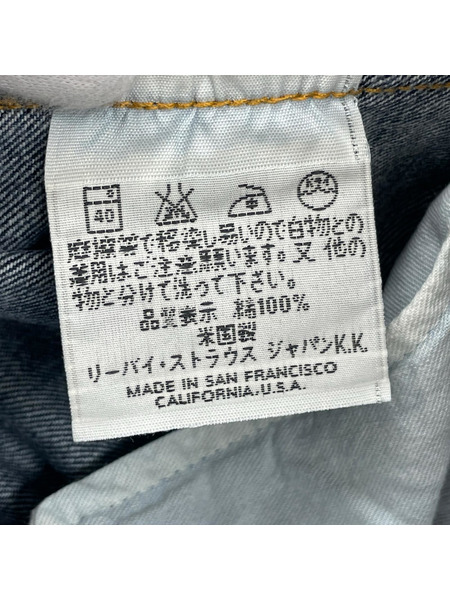 40
感摩擦で移染し易いので白物との
着用はご注意願います。又 他の
物と分けて洗って下さい。
品質表示 綿100%
米国製
リーバイ・ストラウス ジャパンK.K.
MADE IN SAN FRANCISCO
CALIFORNIA.U.S.A.